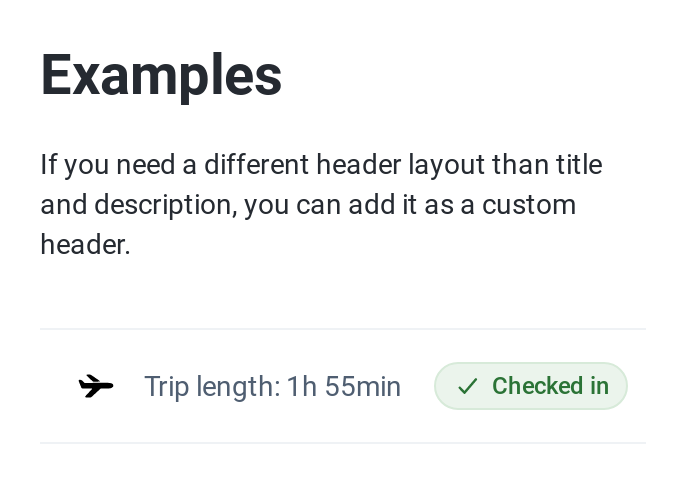 Examples
If you need a different header layout than title
and description, you can add it as a custom
header.
Trip length: 1h 55min
Checked in